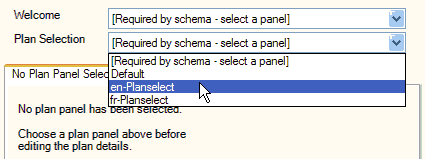 Welcome [Required by schema - select a panel]
Plan Selection [Required by schema - select a panel]
[Required by schema - select a panel]
Default
en-Planselect
fr-Planselect
No Plan Panel Selec
No plan panel has been selected.
Choose a plan panel above before
editing the plan details.